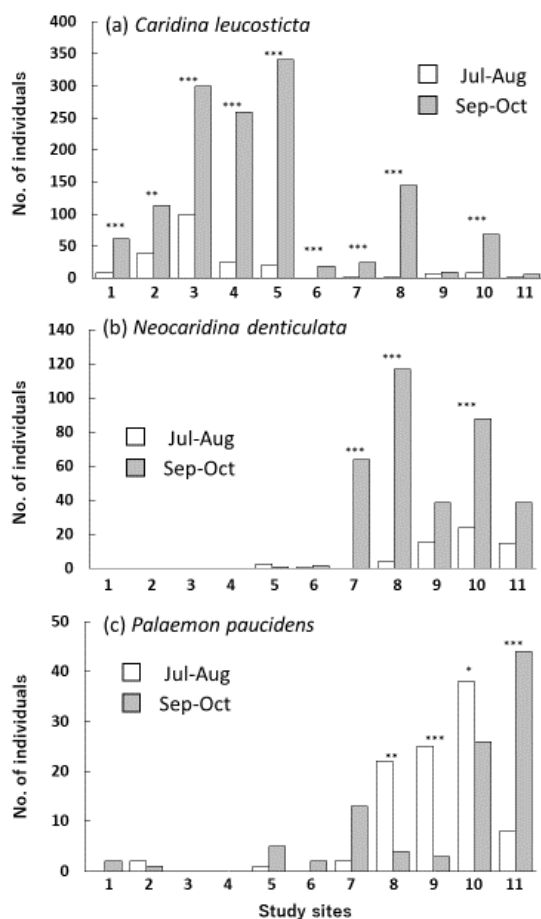 (a) Caridina leucosticta
No. of individuals
400
350
300
250
200
150
100
50
0
Jul-Aug
Sep-Oct
***
**
***
***
***
***
***
***
***
1 2 3 4 5 6 7 8 9 10 11
(b) Neocaridina denticulata
No. of individuals
140
120
100
80
60
40
20
0
Jul-Aug
Sep-Oct
***
***
***
1 2 3 4 5 6 7 8 9 10 11
(c) Palaemon paucidens
No. of individuals
50
40
30
20
10
0
Jul-Aug
Sep-Oct
**
***
*
***
1 2 3 4 5 6 7 8 9 10 11
Study sites